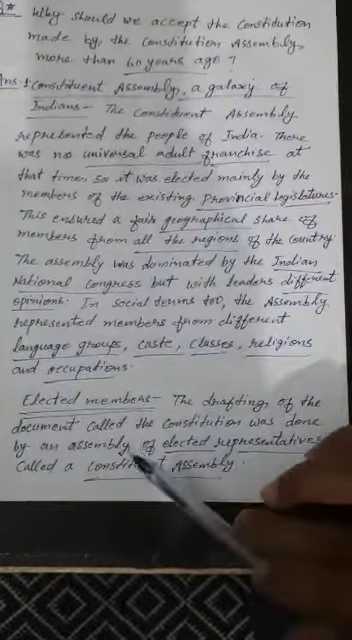 Q* Why should we accept the Constitution
made by the Constitution Assembly
more than 60 years ago?
Ans:1 Constituent Assembly, a galaxy of
Indians - The Constituent Assembly
represented the people of India. There
was no universal adult franchise at
that time. So it was elected mainly by the
members of the existing Provincial legislatures.
This ensured a fair geographical share of
members from all the regions of the country
The assembly was dominated by the Indian
National Congress but with leaders different
opinions. In social terms too, the Assembly
represented members from different
language groups, caste, classes, religions
and occupations.
Elected members - The drafting of the
document called the Constitution was done
by an assembly of elected representatives
called a Constituent Assembly.